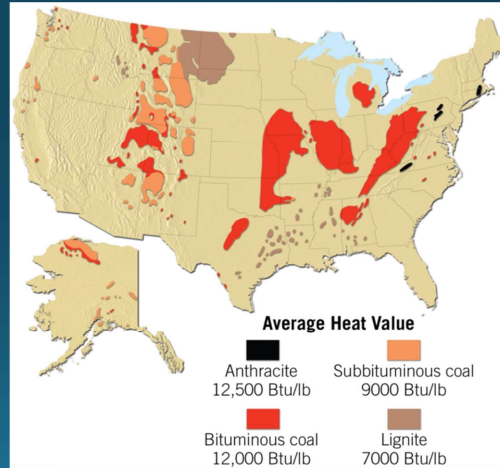 Average Heat Value
Anthracite
12,500 Btu/lb
Subbituminous coal
9000 Btu/lb
Bituminous coal
12,000 Btu/lb
Lignite
7000 Btu/lb